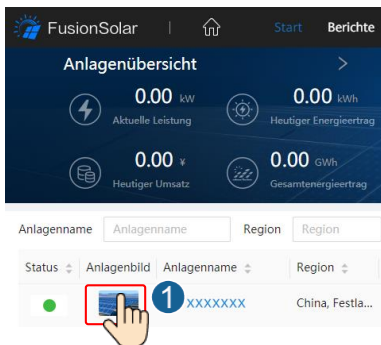 FusionSolar Start Berichte
Anlagenübersicht >
0.00 kW 0.00 kWh
Aktuelle Leistung Heutiger Energieertrag
0.00 ¥ 0.00 GWh
Heutiger Umsatz Gesamtenergieertrag
Anlagenname Anlagenname Region Region
Status Anlagenbild Anlagenname Region
1 XXXXXXX China, Festla...